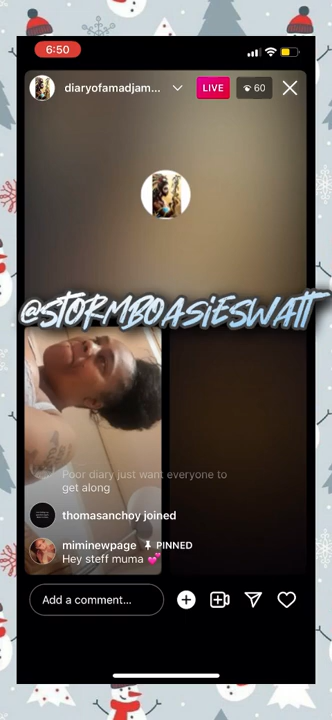 6:50
diaryofamadjam...
LIVE
60
@STORMBOASIESWATT
Poor diary just want everyone to
get along
thomasanchoy joined
miminewpage PINNED
Hey steff muma 💕
Add a comment...